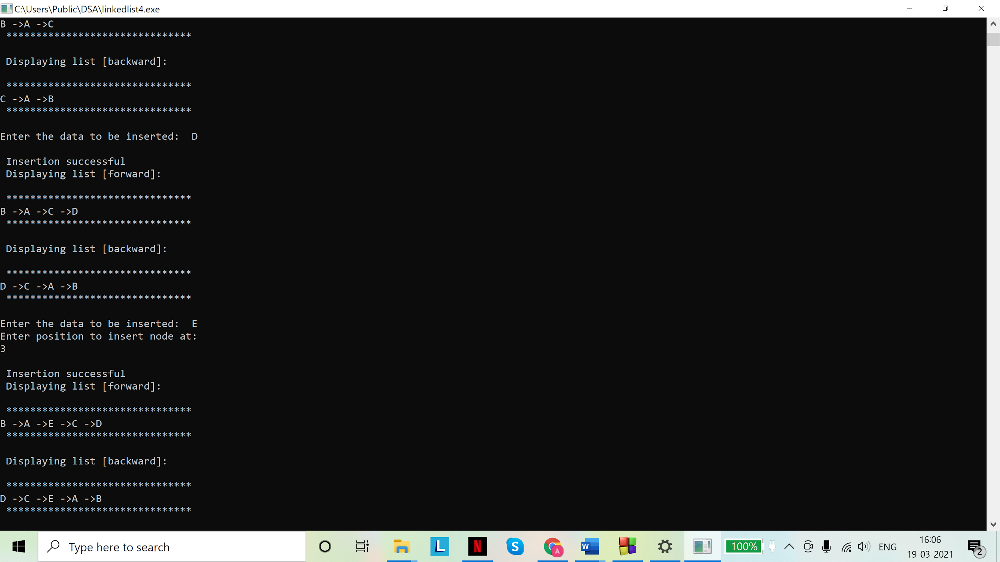 C:\Users\Public\DSA\linkedlist4.exe
B ->A ->C
*******************************
Displaying list [backward]:
*******************************
C ->A ->B
*******************************
Enter the data to be inserted:  D
Insertion successful
Displaying list [forward]:
*******************************
B ->A ->C ->D
*******************************
Displaying list [backward]:
*******************************
D ->C ->A ->B
*******************************
Enter the data to be inserted:  E
Enter position to insert node at:
3
Insertion successful
Displaying list [forward]:
*******************************
B ->A ->E ->C ->D
*******************************
Displaying list [backward]:
*******************************
D ->C ->E ->A ->B
*******************************
Type here to search
L
N
S
A
W
100%
ENG
16:06
19-03-2021
2